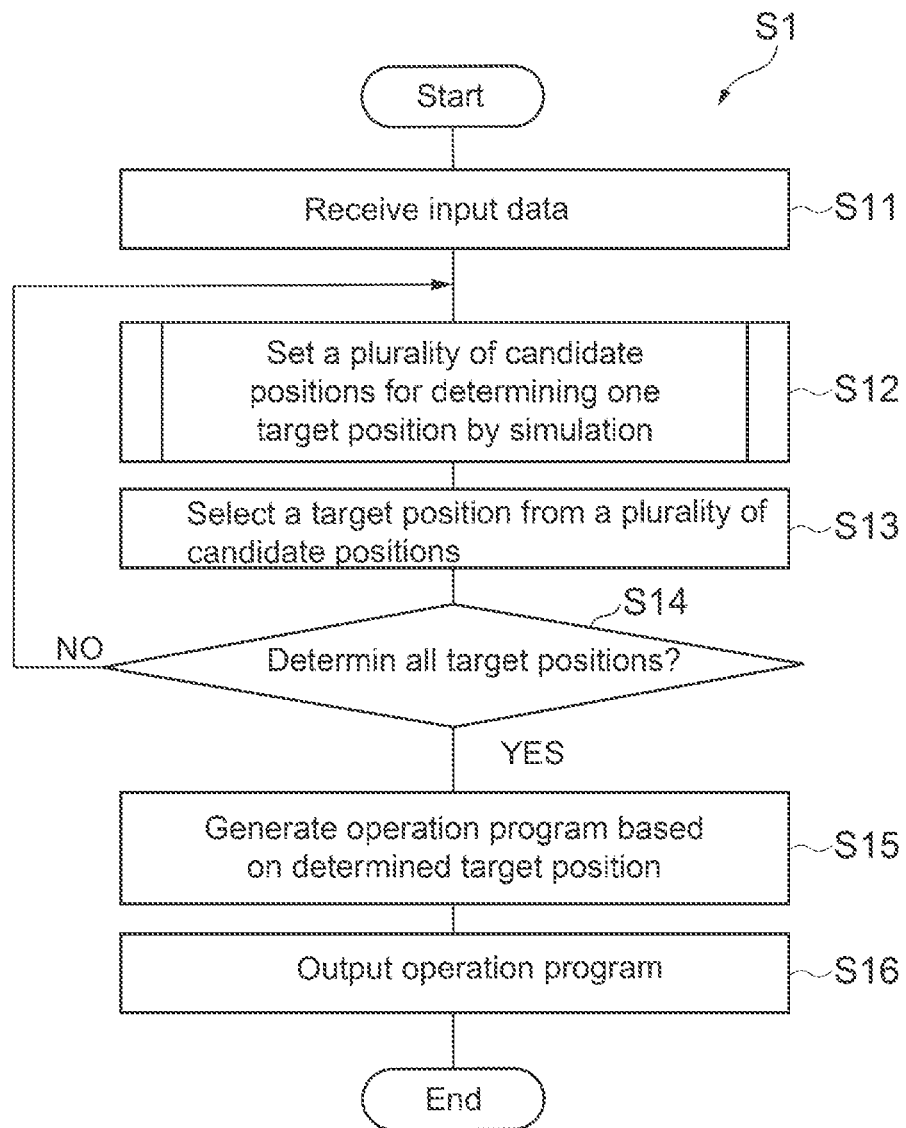 S1
Start
Receive input data
S11
Set a plurality of candidate
positions for determining one
target position by simulation
S12
Select a target position from a plurality of
candidate positions
S13
S14
NO
Determin all target positions?
YES
Generate operation program based
on determined target position
S15
Output operation program
S16
End